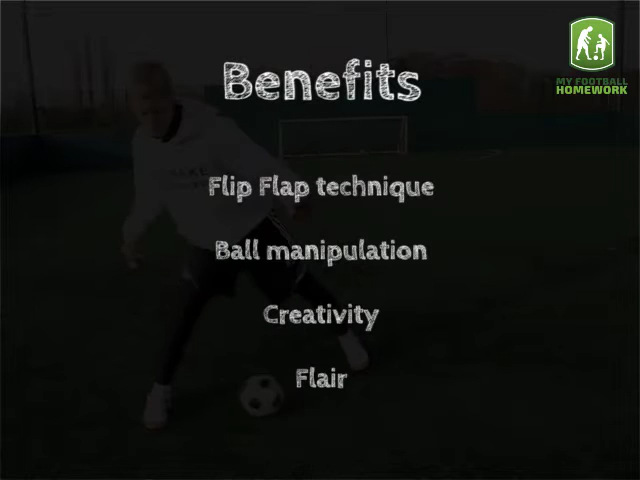 Benefits
MY FOOTBALL
HOMEWORK
Flip Flap technique
Ball manipulation
Creativity
Flair